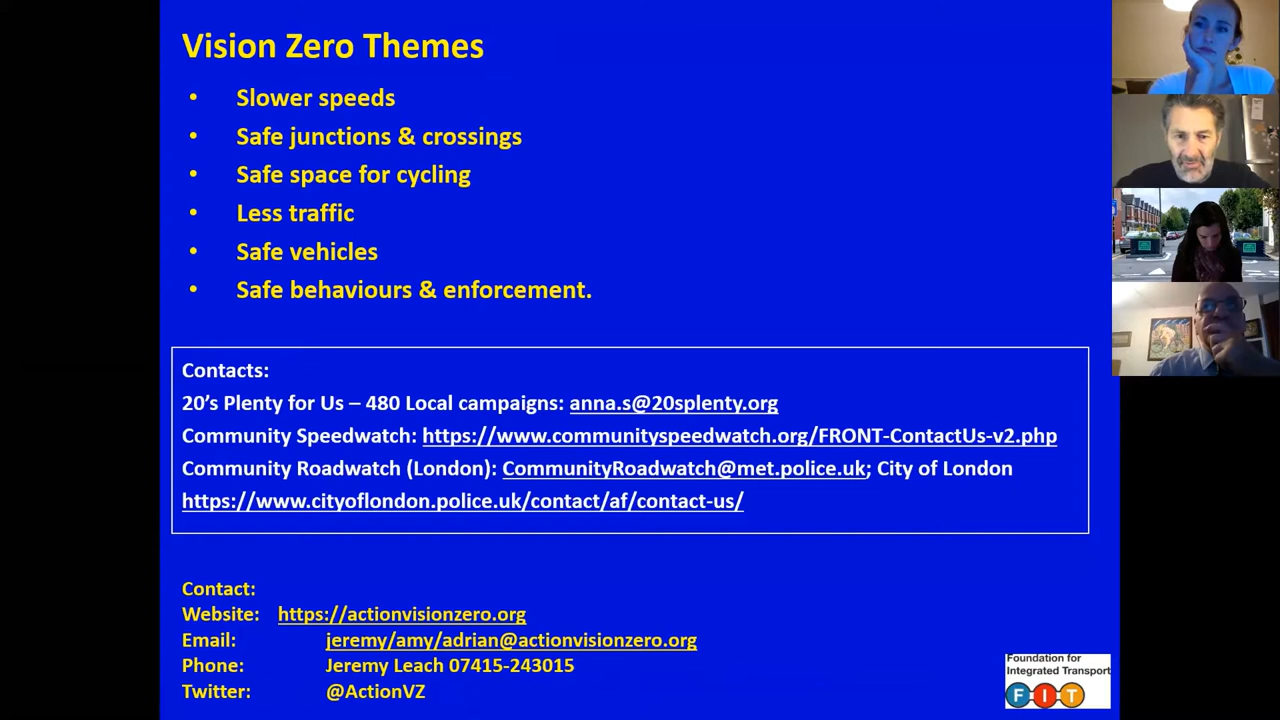 Vision Zero Themes
• Slower speeds
• Safe junctions & crossings
• Safe space for cycling
• Less traffic
• Safe vehicles
• Safe behaviours & enforcement.
Contacts:
20’s Plenty for Us – 480 Local campaigns: anna.s@20splenty.org
Community Speedwatch: https://www.communityspeedwatch.org/FRONT-ContactUs-v2.php
Community Roadwatch (London): CommunityRoadwatch@met.police.uk; City of London
https://www.cityoflondon.police.uk/contact/af/contact-us/
Contact:
Website: https://actionvisionzero.org
Email: jeremy/amy/adrian@actionvisionzero.org
Phone: Jeremy Leach 07415-243015
Twitter: @ActionVZ
Foundation for
Integrated Transport
F I T